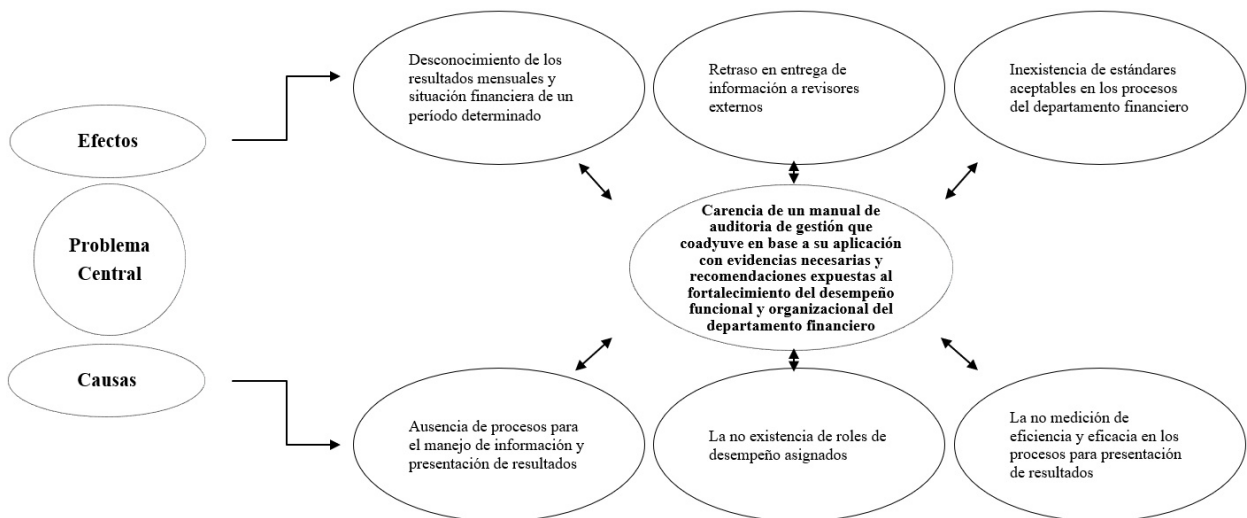 Desconocimiento de los
resultados mensuales y
situación financiera de un
período determinado
Retraso en entrega de
información a revisores
externos
Inexistencia de estándares
aceptables en los procesos
del departamento financiero
Efectos
Problema
Central
Carencia de un manual de
auditoria de gestión que
coadyuve en base a su aplicación
con evidencias necesarias y
recomendaciones expuestas al
fortalecimiento del desempeño
funcional y organizacional del
departamento financiero
Causas
Ausencia de procesos para
el manejo de información y
presentación de resultados
La no existencia de roles de
desempeño asignados
La no medición de
eficiencia y eficacia en los
procesos para presentación
de resultados